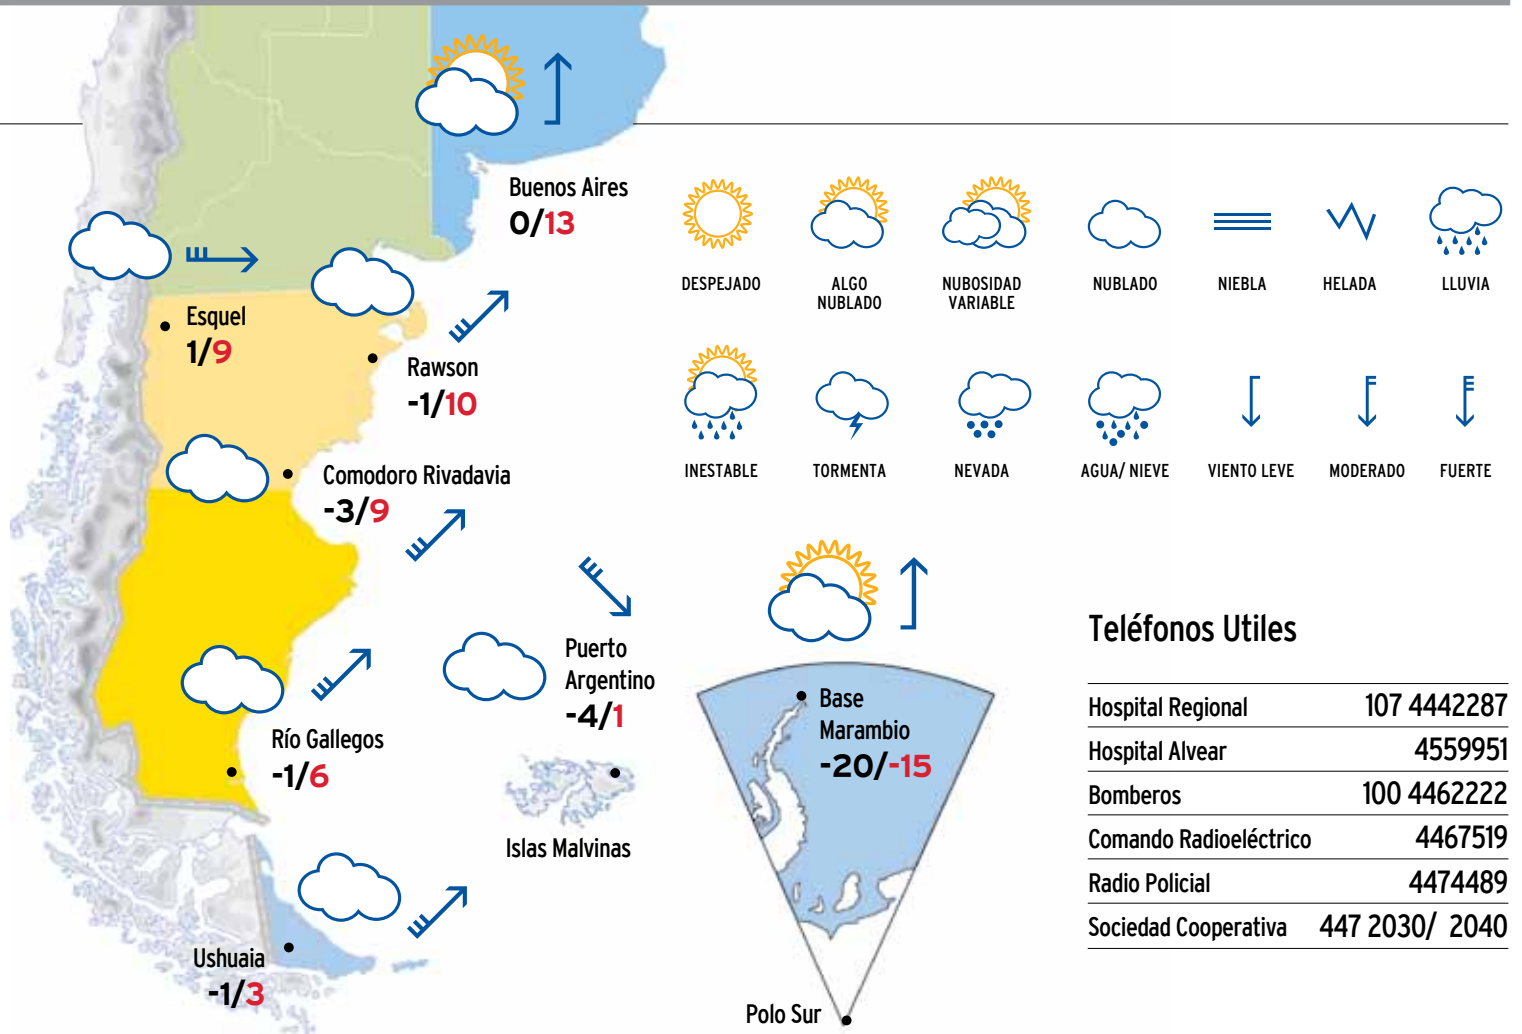 Buenos Aires
0/13
Esquel
1/9
Rawson
-1/10
Comodoro Rivadavia
-3/9
Puerto
Argentino
-4/1
Río Gallegos
-1/6
Islas Malvinas
Ushuaia
-1/3
DESPEJADO
ALGO
NUBLADO
NUBOSIDAD
VARIABLE
NUBLADO
NIEBLA
HELADA
LLUVIA
INESTABLE
TORMENTA
NEVADA
AGUA/ NIEVE
VIENTO LEVE
MODERADO
FUERTE
Base
Marambio
-20/-15
Polo Sur
Teléfonos Utiles
Hospital Regional 107 4442287
Hospital Alvear 4559951
Bomberos 100 4462222
Comando Radioeléctrico 4467519
Radio Policial 4474489
Sociedad Cooperativa 447 2030/ 2040